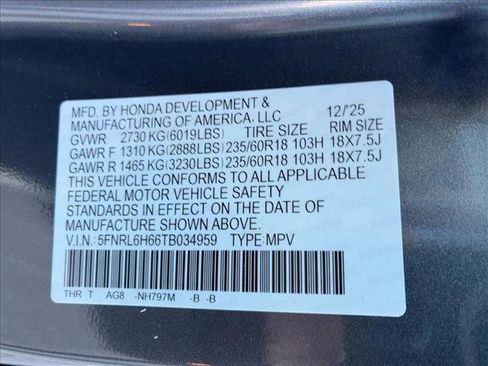 MFD. BY HONDA DEVELOPMENT &
MANUFACTURING OF AMERICA, LLC 12/25
GVWR 2730 KG(6019LBS) TIRE SIZE RIM SIZE
GAWR F 1310 KG(2888LBS) 235/60R18 103H 18X7.5J
GAWR R 1465 KG(3230LBS) 235/60R18 103H 18X7.5J
THIS VEHICLE CONFORMS TO ALL APPLICABLE
FEDERAL MOTOR VEHICLE SAFETY
STANDARDS IN EFFECT ON THE DATE OF
MANUFACTURE SHOWN ABOVE.
V.I.N.: 5FNRL6H66TB034959 TYPE: MPV
THR T AG8 -NH797M -B -B